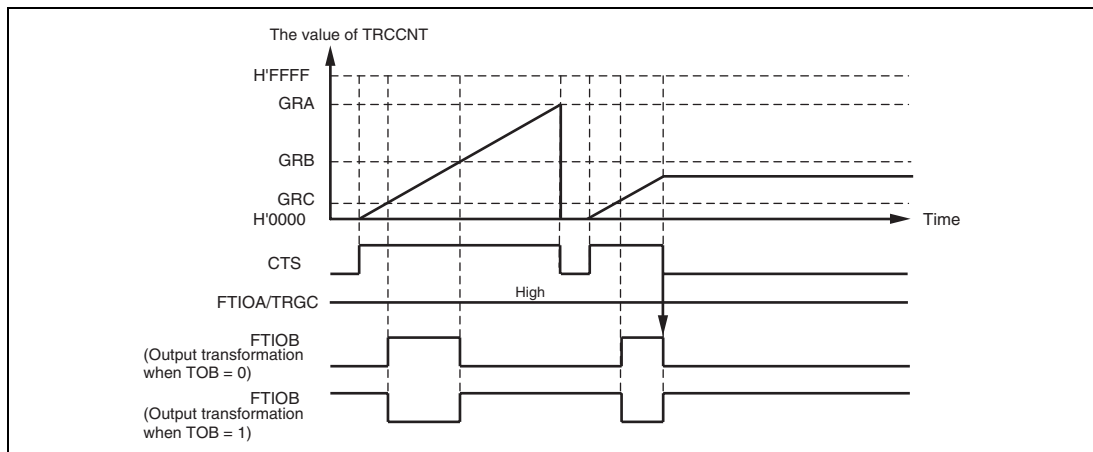 The value of TRCCNT
H'FFFF
GRA
GRB
GRC
H'0000
Time
CTS
High
FTIOA/TRGC
FTIOB
(Output transformation
when TOB = 0)
FTIOB
(Output transformation
when TOB = 1)